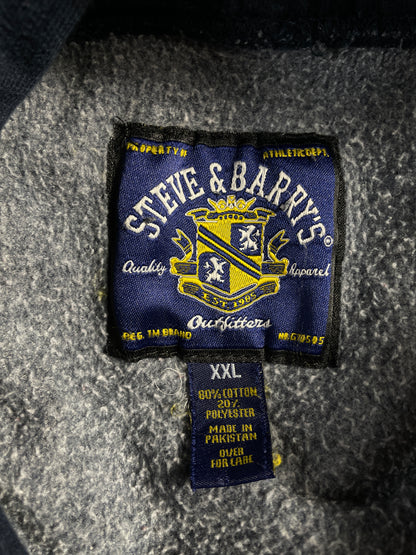 PROPERTY OF ATHLETIC DEPT.
STEVE & BARRY'S®
Quality Apparel
EST 1985
Outfitters
REG. TM BRAND
XXL
80% COTTON
20%
POLYESTER
MADE IN
PAKISTAN
OVER
FOR CARE